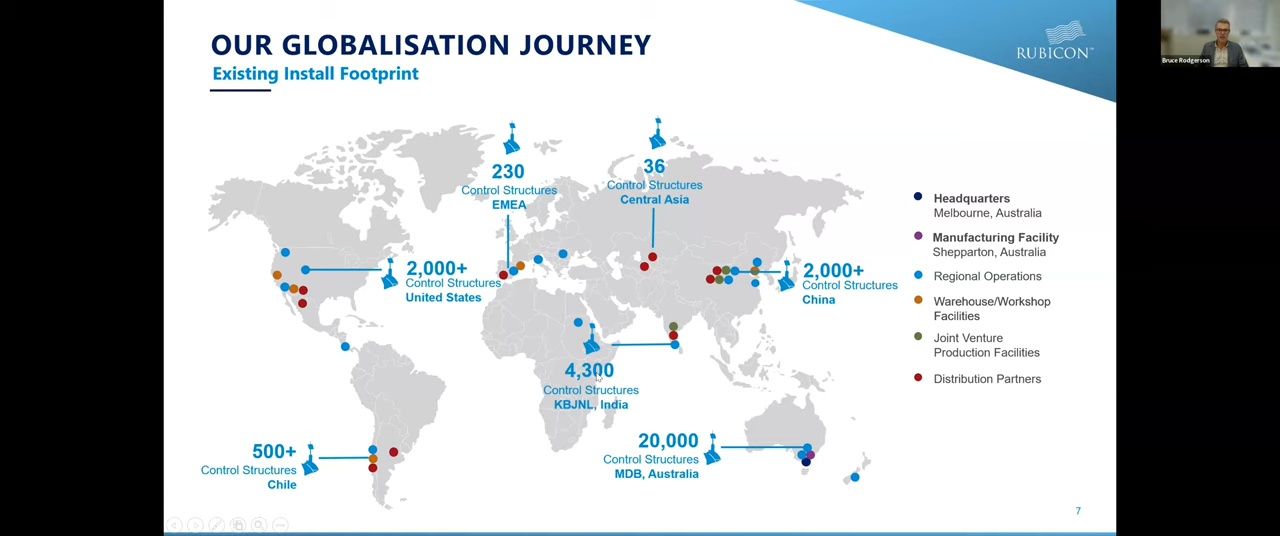 OUR GLOBALISATION JOURNEY
Existing Install Footprint
RUBICON™
Bruce Rodgerson
230
Control Structures
EMEA
36
Control Structures
Central Asia
2,000+
Control Structures
United States
2,000+
Control Structures
China
4,300
Control Structures
KBJNL, India
500+
Control Structures
Chile
20,000
Control Structures
MDB, Australia
Headquarters
Melbourne, Australia
Manufacturing Facility
Shepparton, Australia
Regional Operations
Warehouse/Workshop
Facilities
Joint Venture
Production Facilities
Distribution Partners
7